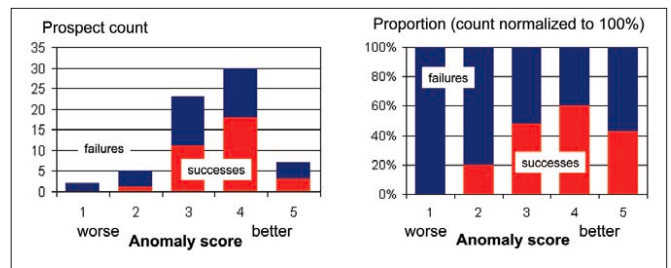 Prospect count
35
30
25
20
15
10
5
0
failures
successes
1 2 3 4 5
worse better
Anomaly score
Proportion (count normalized to 100%)
100%
80%
60%
40%
20%
0%
failures
successes
1 2 3 4 5
worse better
Anomaly score